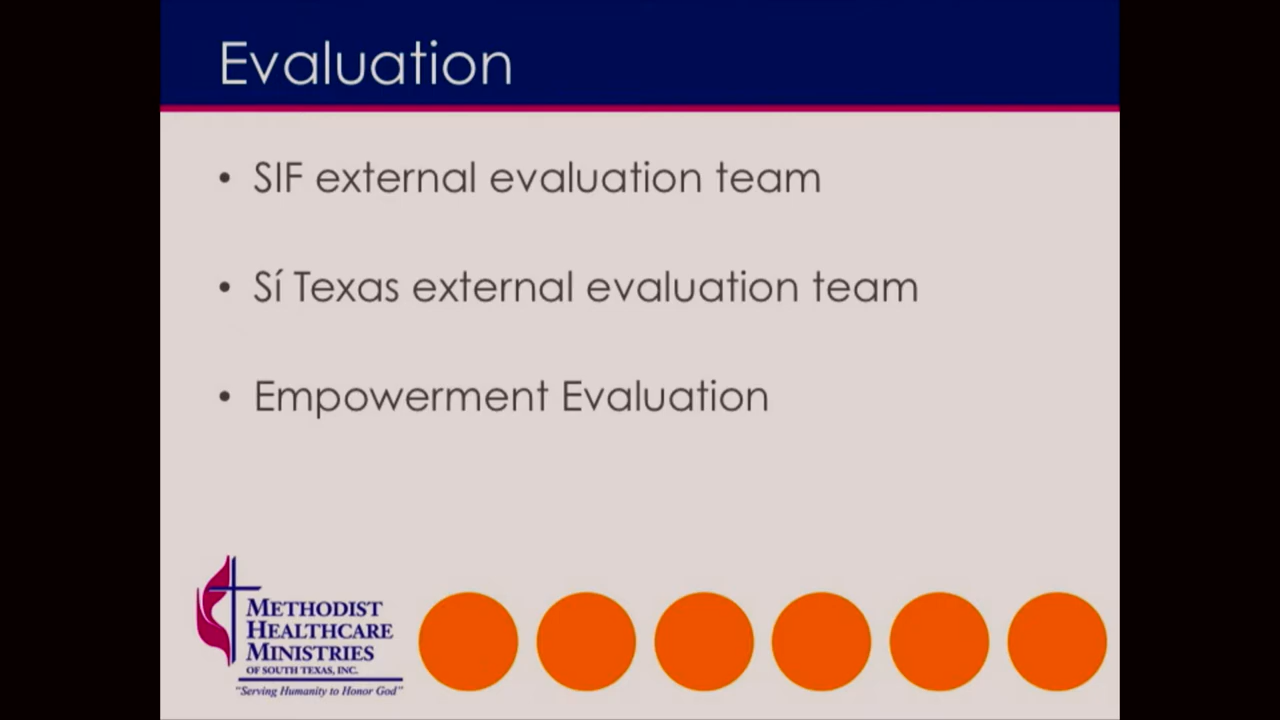 Evaluation
• SIF external evaluation team
• Sí Texas external evaluation team
• Empowerment Evaluation
METHODIST
HEALTHCARE
MINISTRIES
OF SOUTH TEXAS, INC.
"Serving Humanity to Honor God"